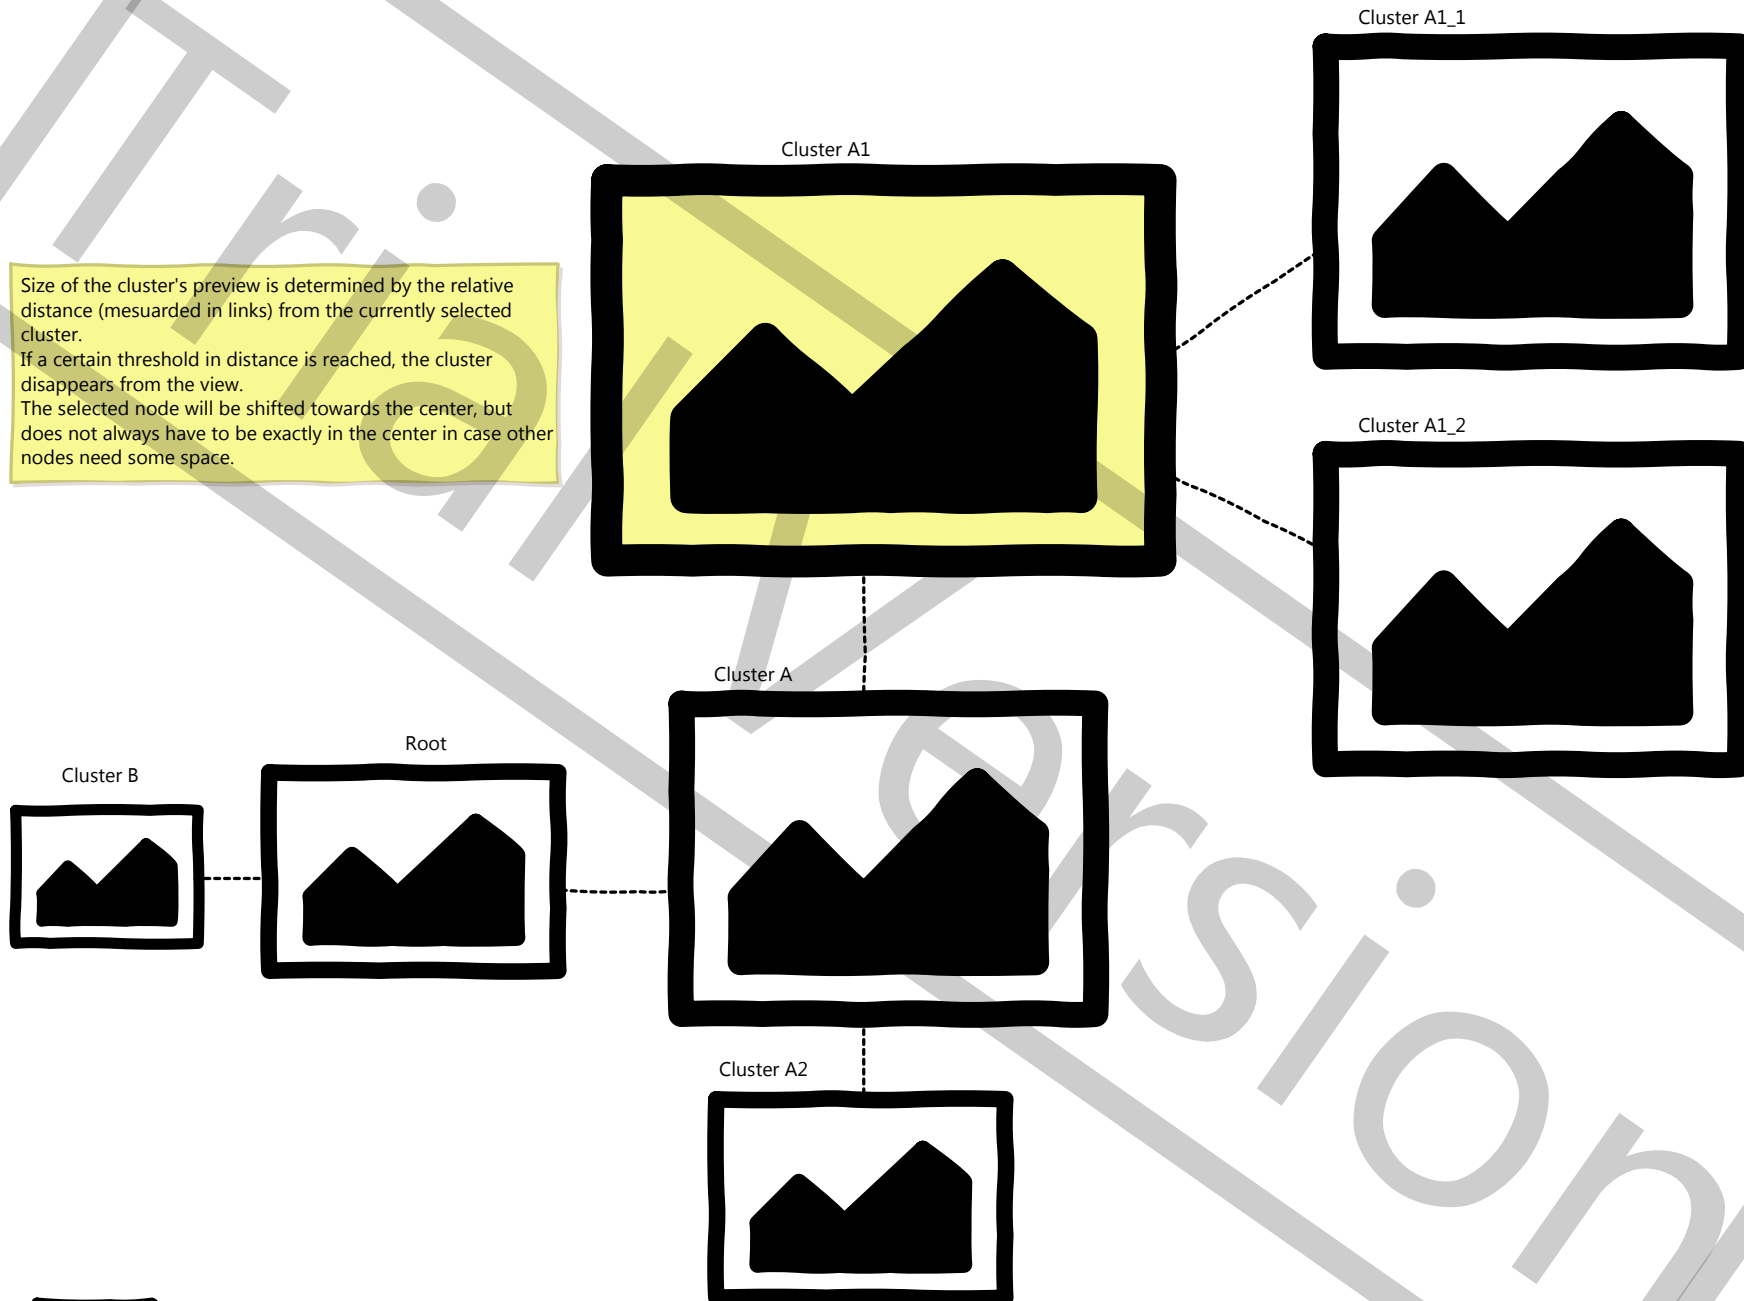 Cluster A1_1
Cluster A1
Size of the cluster's preview is determined by the relative
distance (mesuarded in links) from the currently selected
cluster.
If a certain threshold in distance is reached, the cluster
disappears from the view.
The selected node will be shifted towards the center, but
does not always have to be exactly in the center in case other
nodes need some space.
Cluster A1_2
Cluster A
Root
Cluster B
Cluster A2
Trial Version